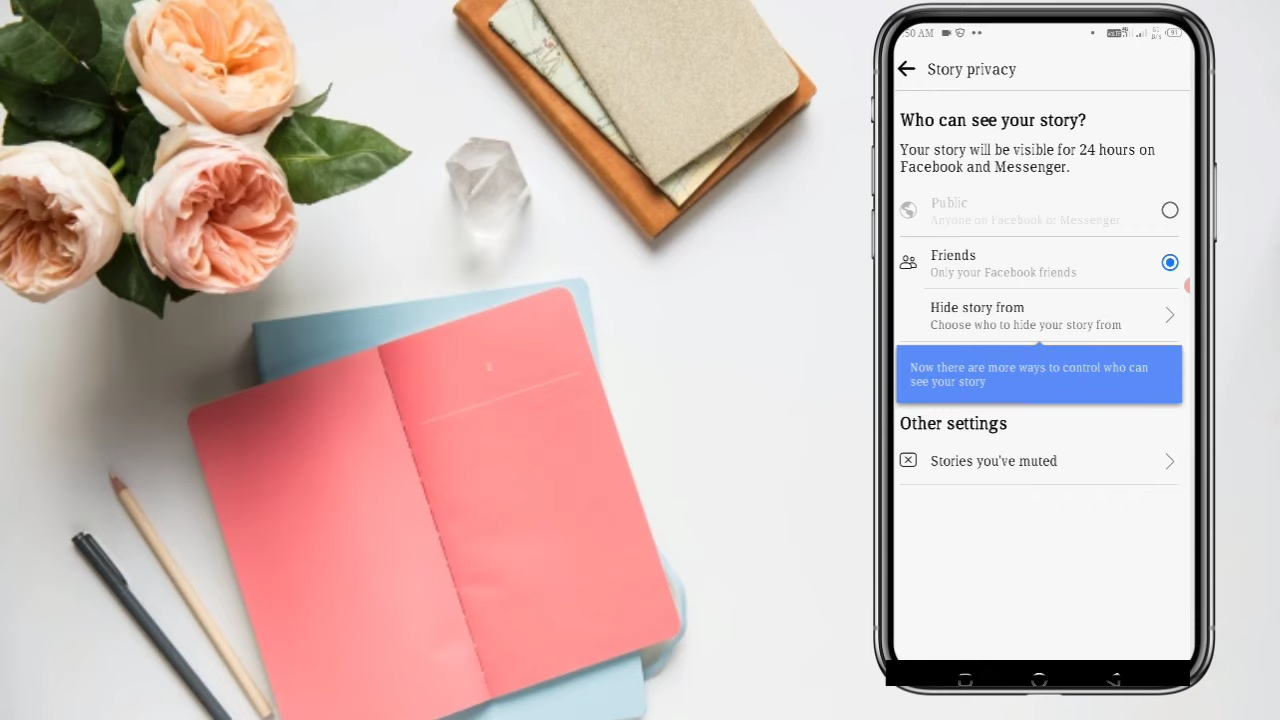 :50 AM
Story privacy
Who can see your story?
Your story will be visible for 24 hours on
Facebook and Messenger.
Public
Anyone on Facebook or Messenger
Friends
Only your Facebook friends
Hide story from
Choose who to hide your story from
Now there are more ways to control who can
see your story
Other settings
Stories you've muted